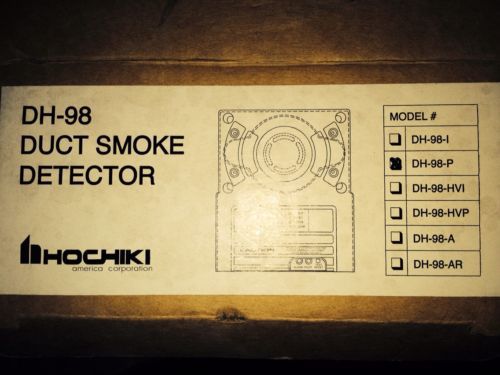 DH-98
DUCT SMOKE
DETECTOR
HOCHIKI
america corporation
MODEL #
DH-98-I
DH-98-P
DH-98-HVI
DH-98-HVP
DH-98-A
DH-98-AR